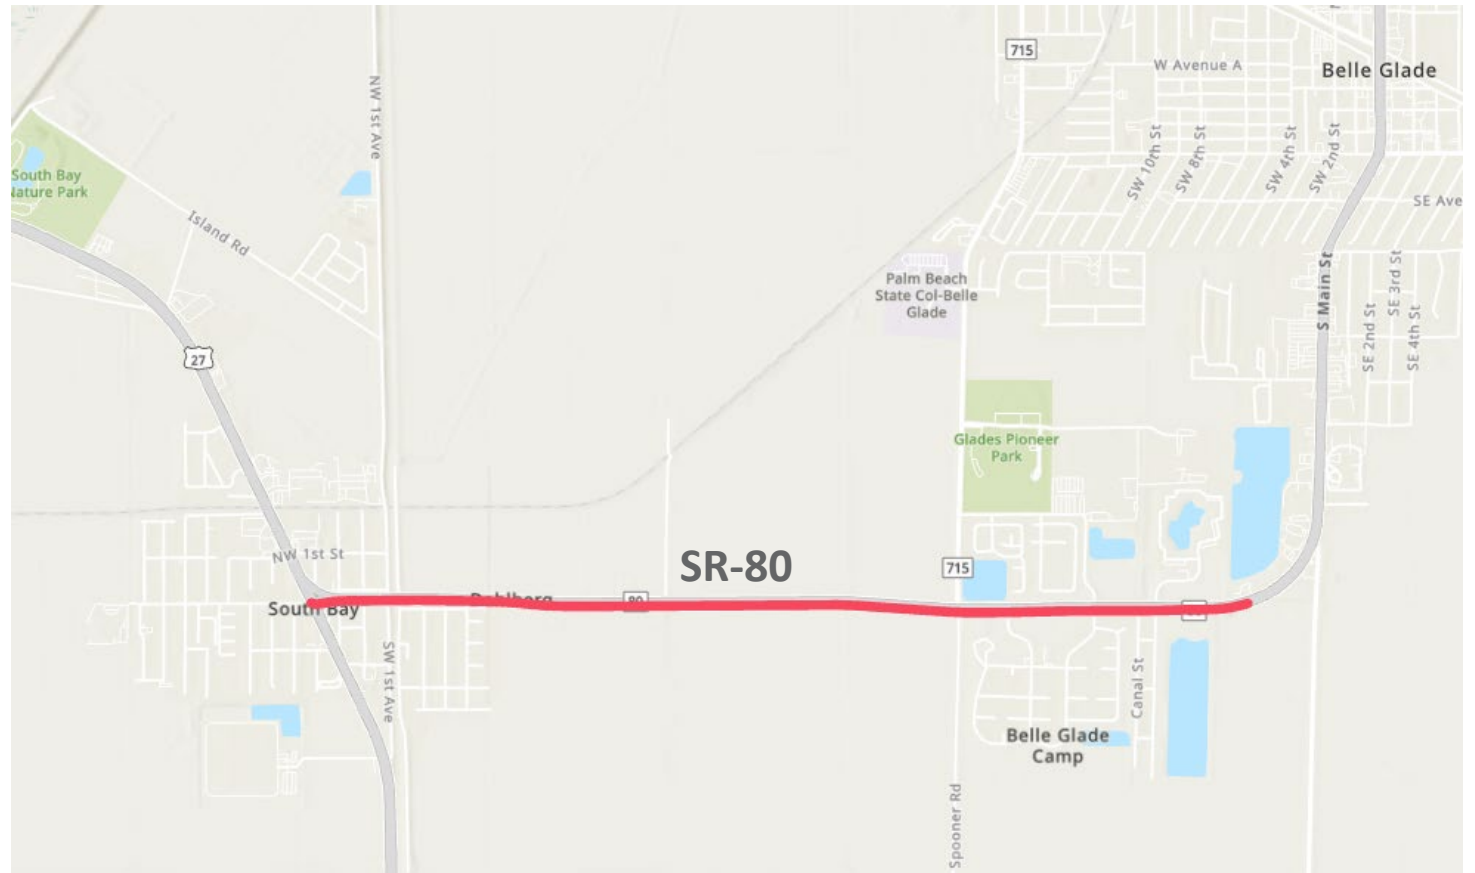 715
W Avenue A
Belle Glade
NW 1st Ave
SW 10th St
SW 8th St
SW 4th St
SW 2nd St
South Bay
Nature Park
SE Ave
Island Rd
Palm Beach
State Col-Belle
Glade
S Main St
SE 3rd St
SE 2nd St
SE 4th St
27
Glades Pioneer
Park
NW 1st St
SR-80
715
South Bay
80
SW 1st Ave
Canal St
Belle Glade
Camp
Spooner Rd